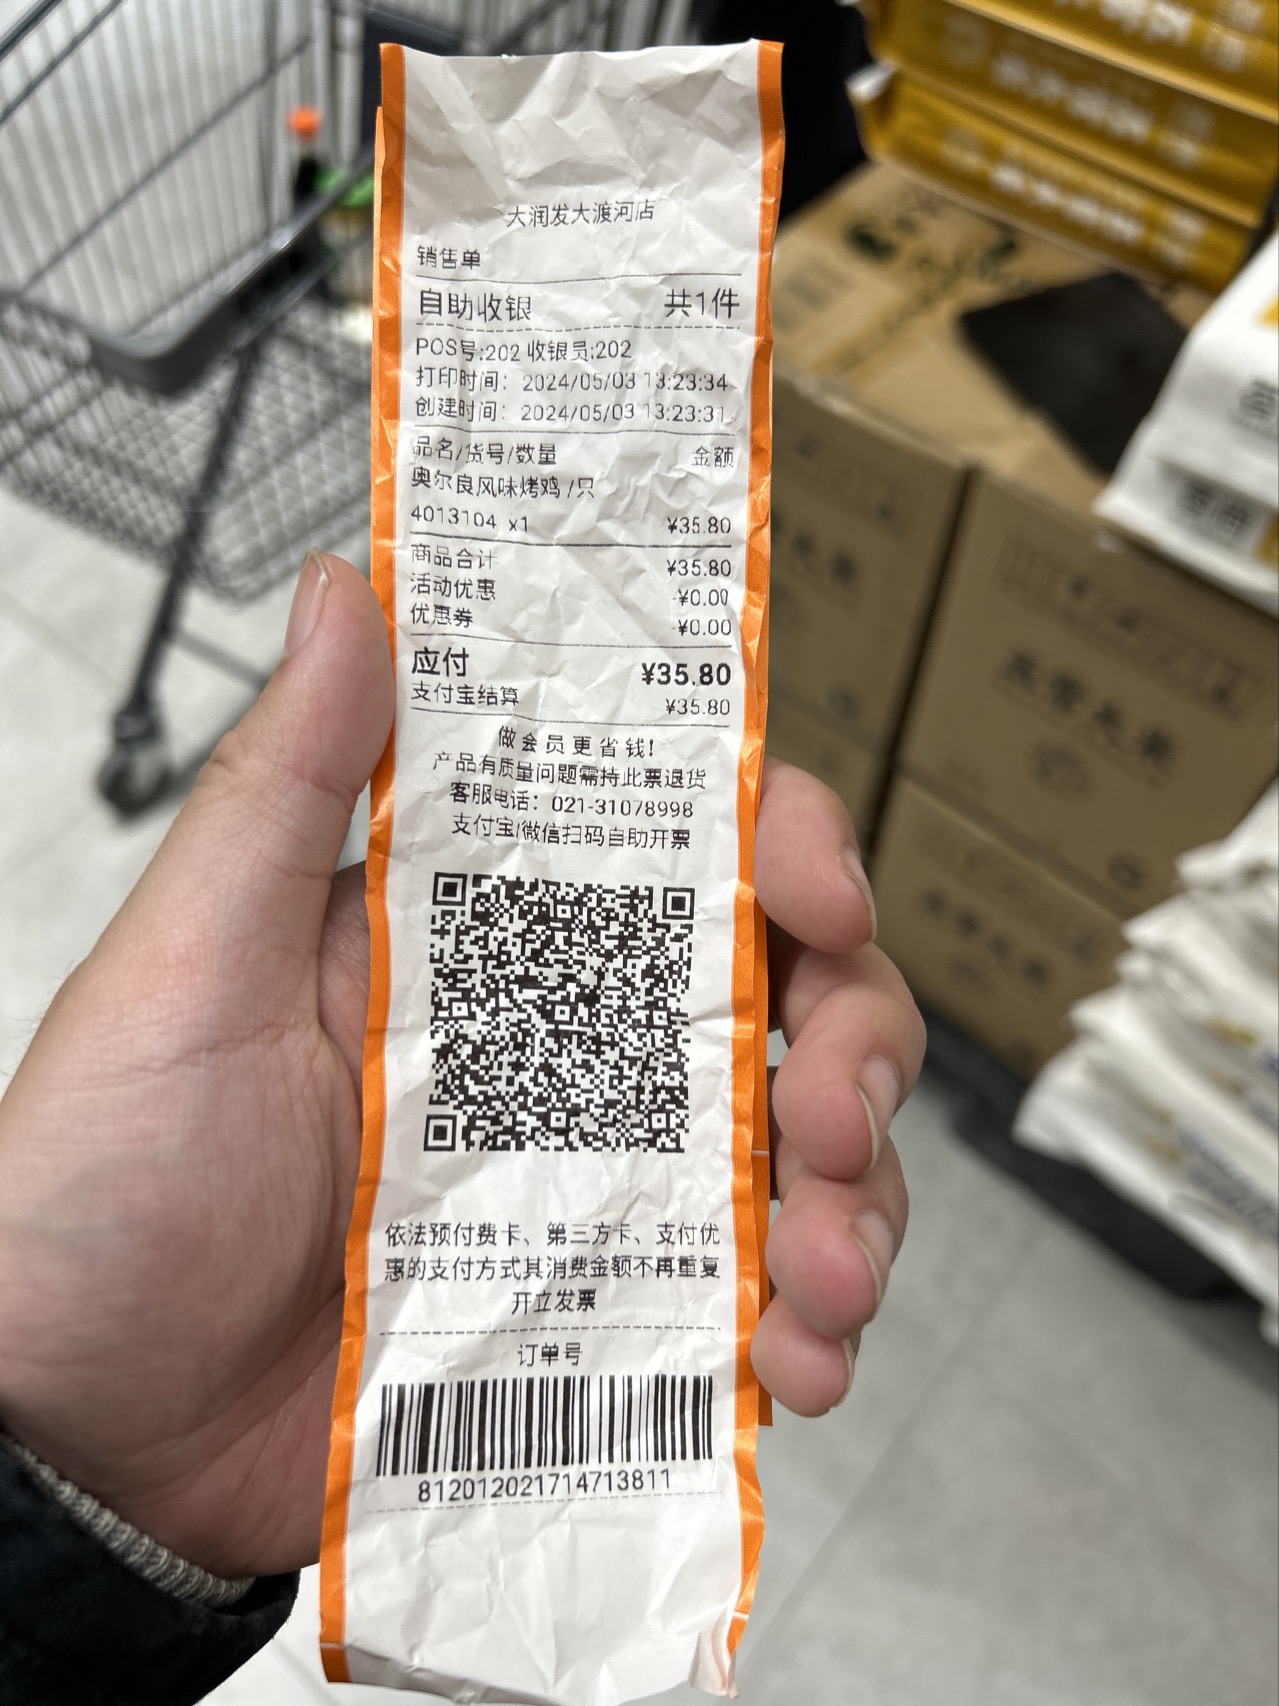 大润发大渡河店
销售单
自助收银 共1件
POS号:202 收银员:202
打印时间: 2024/05/03 13:23:34
创建时间: 2024/05/03 13:23:31
品名/货号/数量 金额
奥尔良风味烤鸡 /只
4013104 x1 ¥35.80
商品合计 ¥35.80
活动优惠 -¥0.00
优惠券 -¥0.00
应付 ¥35.80
支付宝结算 ¥35.80
做会员更省钱!
产品有质量问题需持此票退货
客服电话: 021-31078998
支付宝/微信扫码自助开票
依法预付费卡、第三方卡、支付优
惠的支付方式其消费金额不再重复
开立发票
订单号
812012021714713811